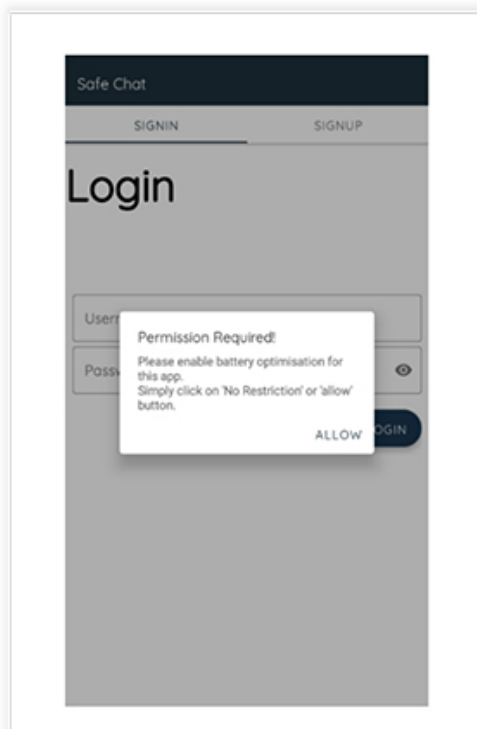 Safe Chat
SIGNIN SIGNUP
Login
Permission Required!
Please enable battery optimisation for
this app.
Simply click on 'No Restriction' or 'allow'
button.
ALLOW